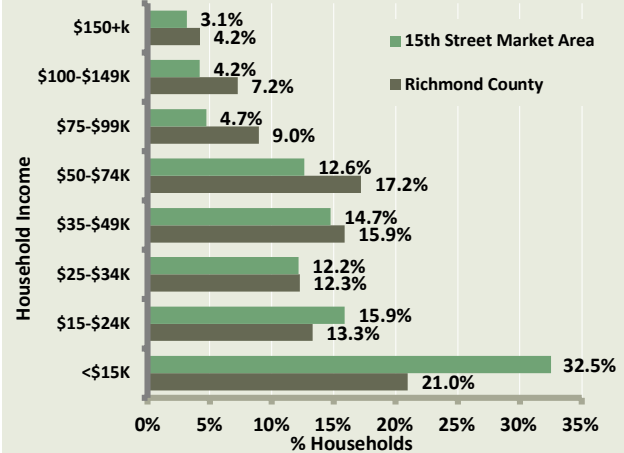 $150+k
3.1%
4.2%
15th Street Market Area
$100-$149K
4.2%
7.2%
Richmond County
$75-$99K
4.7%
9.0%
$50-$74K
12.6%
17.2%
$35-$49K
14.7%
15.9%
$25-$34K
12.2%
12.3%
$15-$24K
15.9%
13.3%
<$15K
32.5%
21.0%
Household Income
0% 5% 10% 15% 20% 25% 30% 35%
% Households